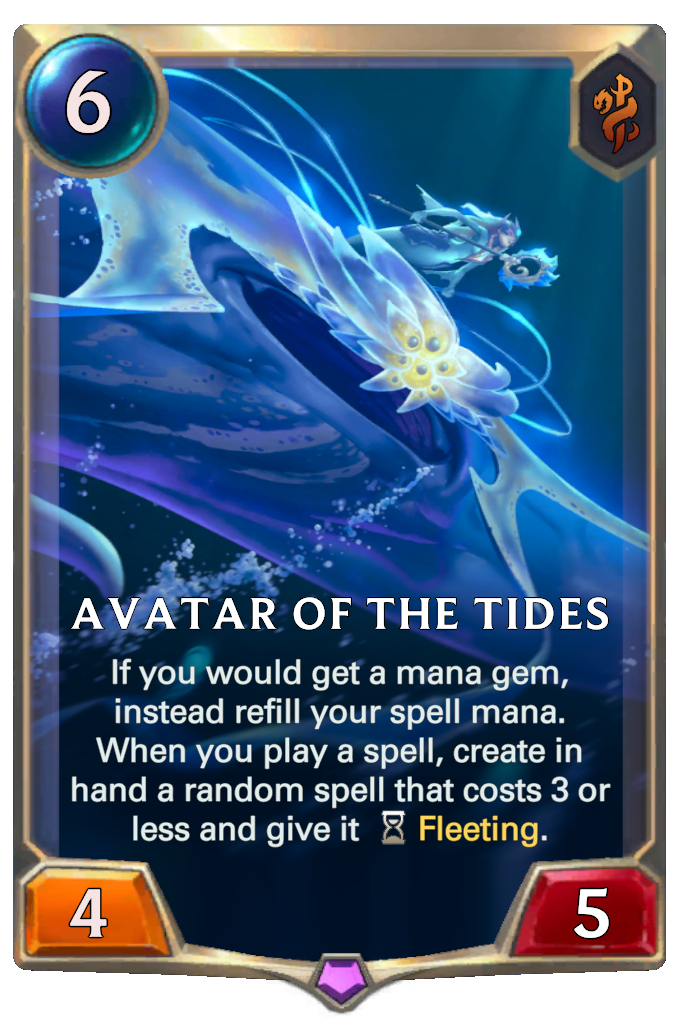 6
AVATAR OF THE TIDES
If you would get a mana gem,
instead refill your spell mana.
When you play a spell, create in
hand a random spell that costs 3 or
less and give it Fleeting.
4
5